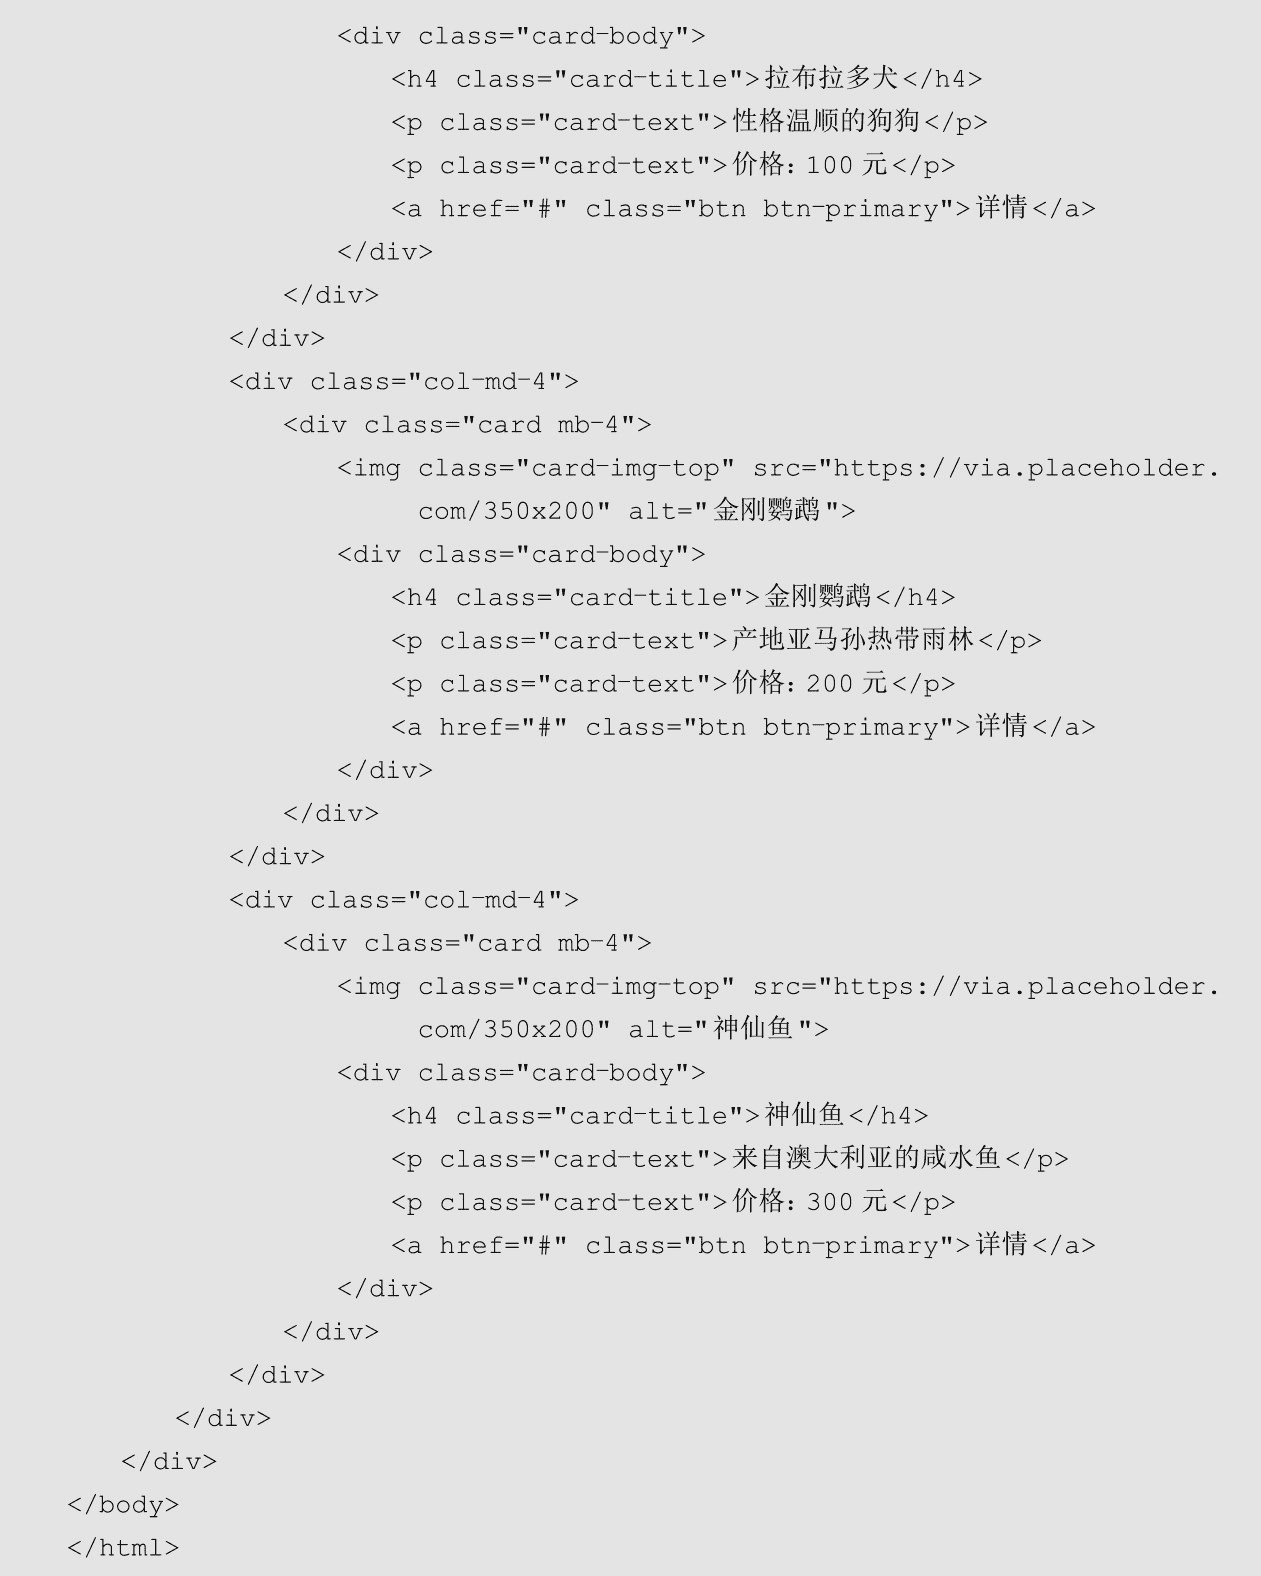 <div class="card-body">
<h4 class="card-title">拉布拉多犬</h4>
<p class="card-text">性格温顺的狗狗</p>
<p class="card-text">价格：100 元</p>
<a href="#" class="btn btn-primary">详情</a>
</div>
</div>
</div>
<div class="col-md-4">
<div class="card mb-4">
<img class="card-img-top" src="https://via.placeholder.
com/350x200" alt="金刚鹦鹉">
<div class="card-body">
<h4 class="card-title">金刚鹦鹉</h4>
<p class="card-text">产地亚马孙热带雨林</p>
<p class="card-text">价格：200 元</p>
<a href="#" class="btn btn-primary">详情</a>
</div>
</div>
</div>
<div class="col-md-4">
<div class="card mb-4">
<img class="card-img-top" src="https://via.placeholder.
com/350x200" alt="神仙鱼">
<div class="card-body">
<h4 class="card-title">神仙鱼</h4>
<p class="card-text">来自澳大利亚的咸水鱼</p>
<p class="card-text">价格：300 元</p>
<a href="#" class="btn btn-primary">详情</a>
</div>
</div>
</div>
</div>
</div>
</body>
</html>